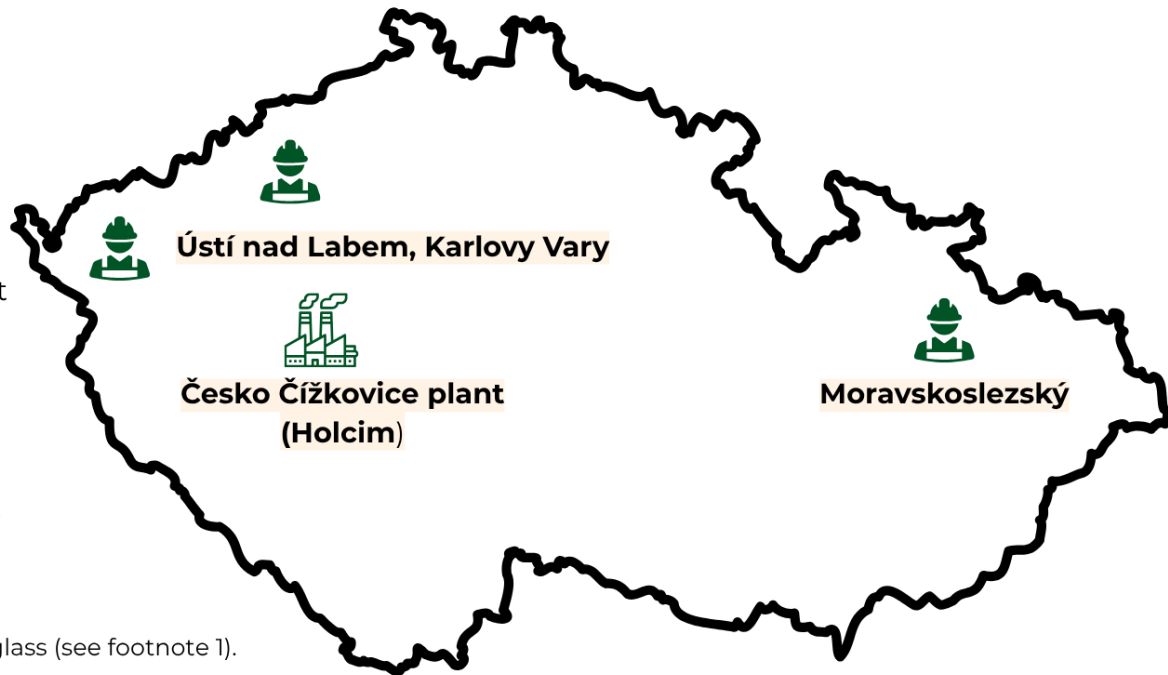 Ústí nad Labem, Karlovy Vary
t
Česko Čížkovice plant
(Holcim)
Moravskoslezský
glass (see footnote 1).